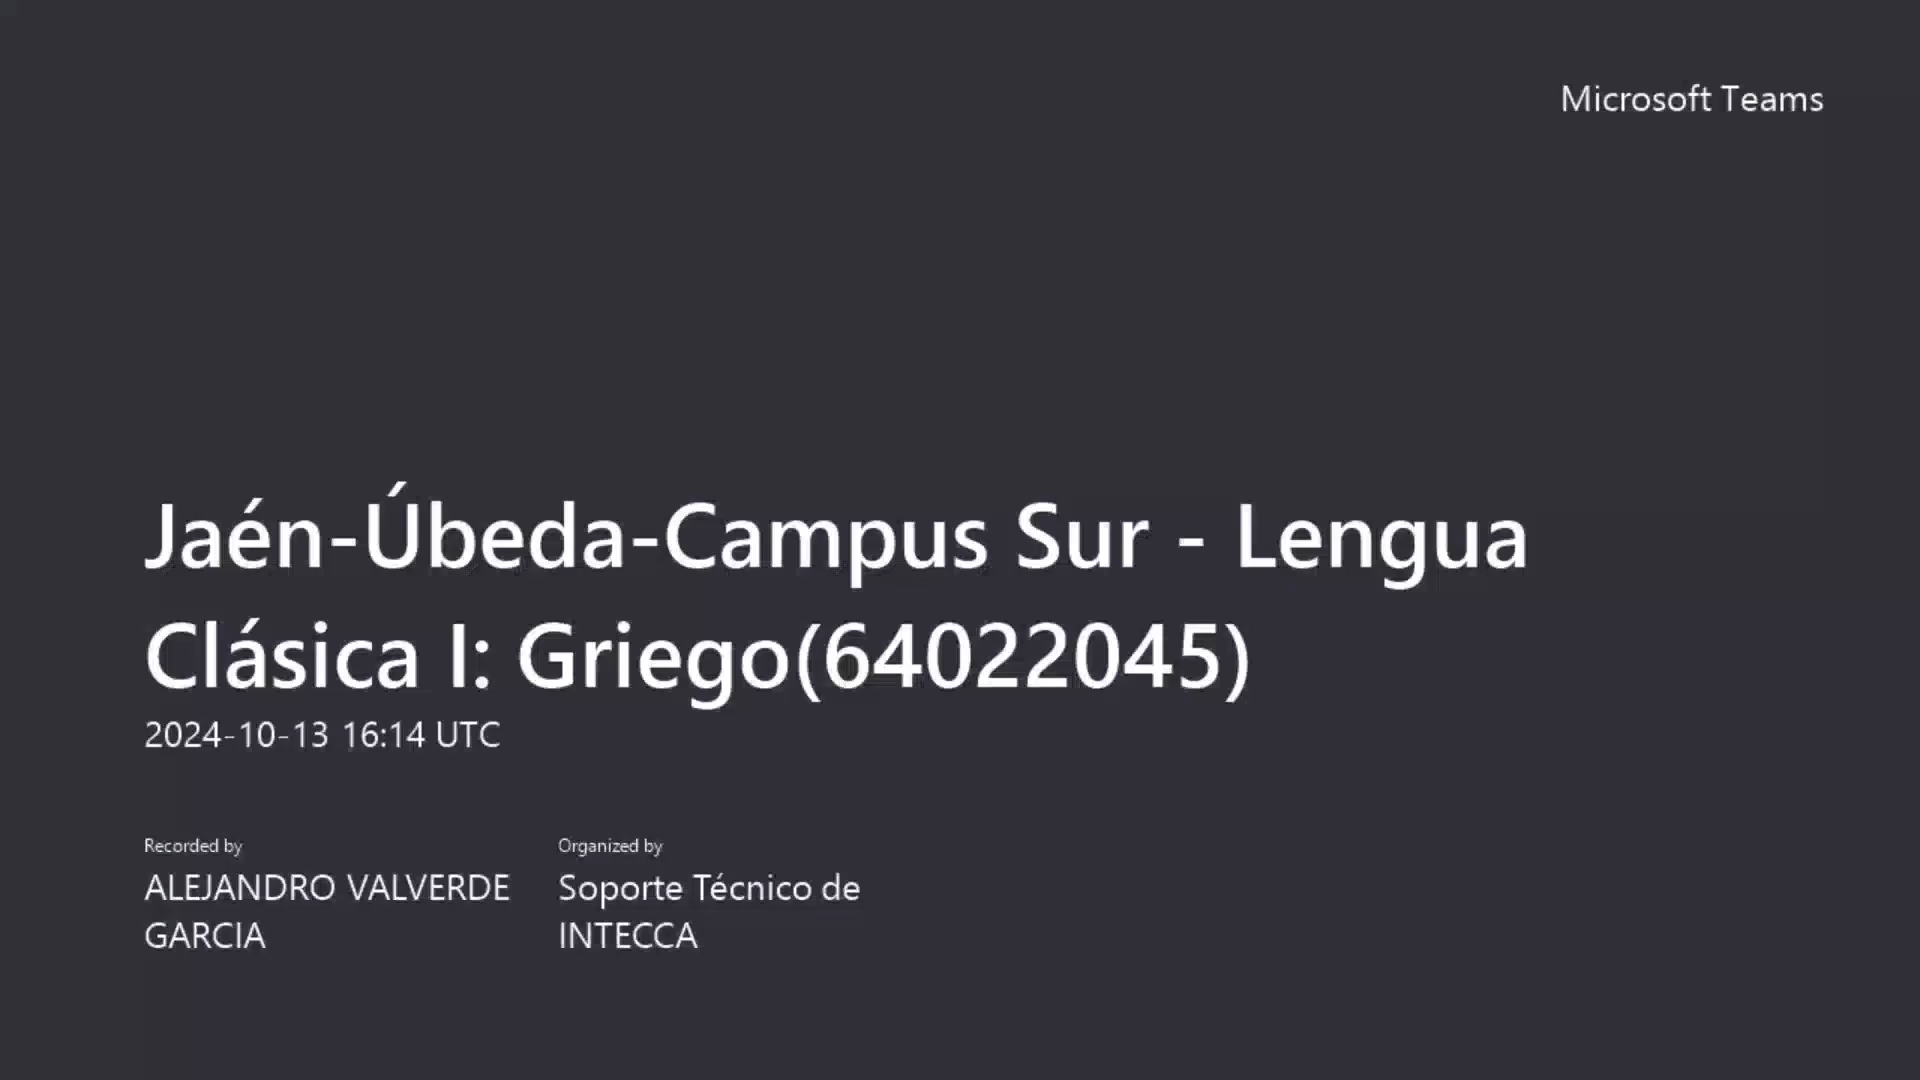 Microsoft Teams
Jaén-Úbeda-Campus Sur - Lengua
Clásica I: Griego(64022045)
2024-10-13 16:14 UTC
Recorded by
ALEJANDRO VALVERDE
GARCIA
Organized by
Soporte Técnico de
INTECCA